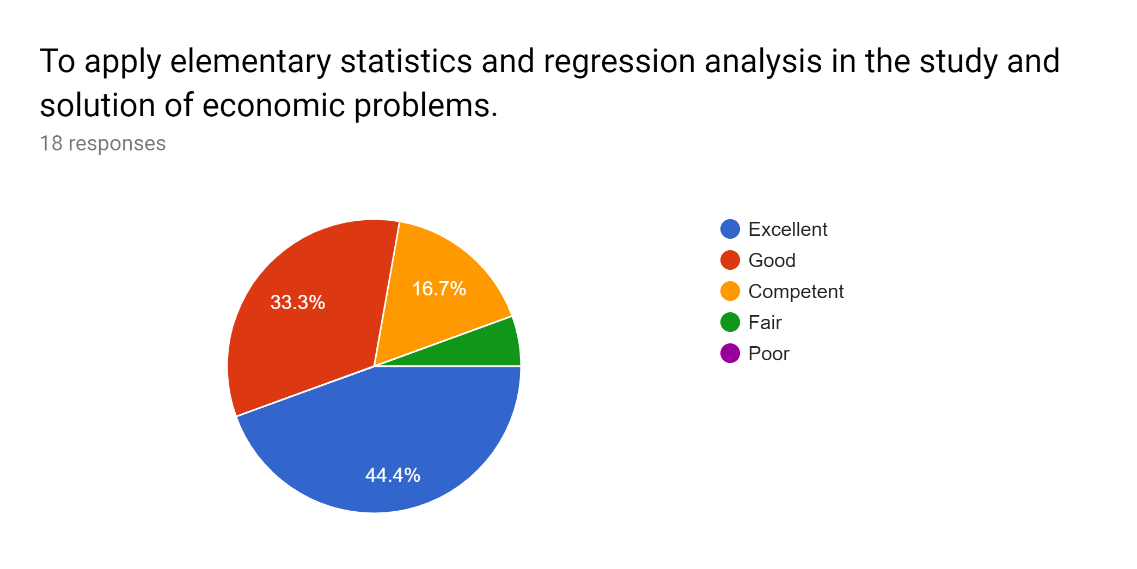 To apply elementary statistics and regression analysis in the study and
solution of economic problems.
18 responses
Excellent
Good
Competent
Fair
Poor
33.3%
16.7%
44.4%